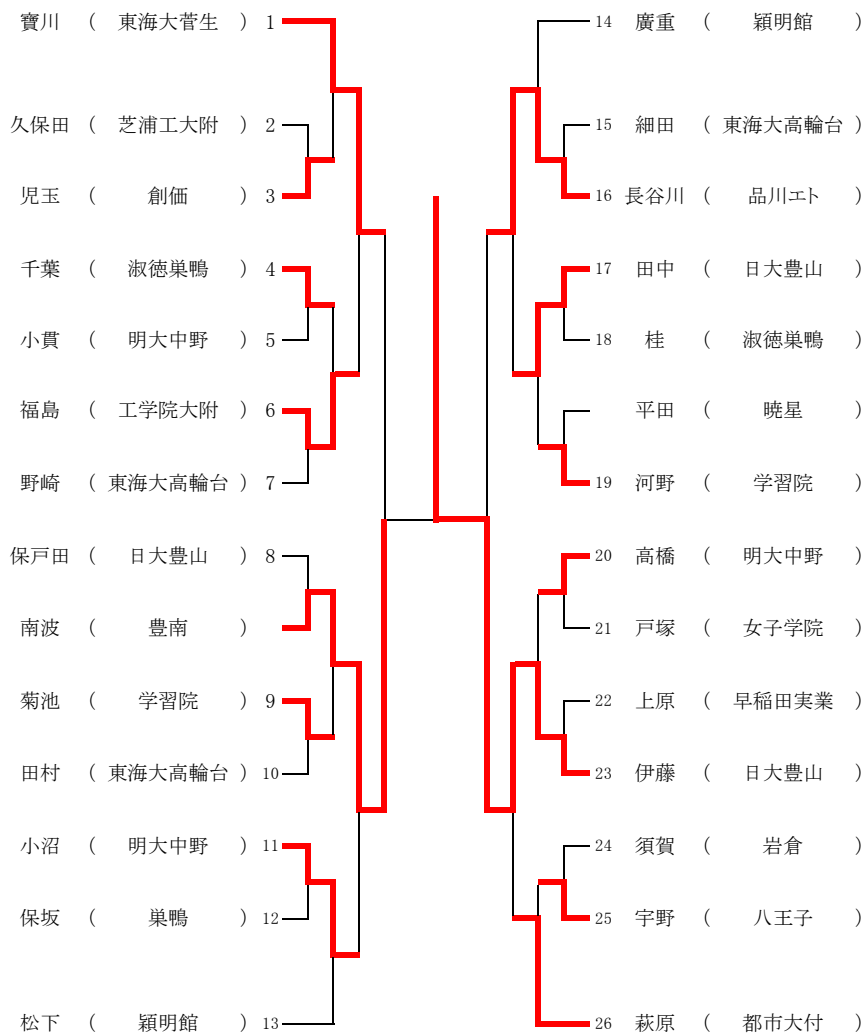 寶川 ( 東海大菅生 ) 1
久保田 ( 芝浦工大附 ) 2
児玉 ( 創価 ) 3
千葉 ( 淑徳巣鴨 ) 4
小貫 ( 明大中野 ) 5
福島 ( 工学院大附 ) 6
野崎 ( 東海大高輪台 ) 7
保戸田 ( 日大豊山 ) 8
南波 ( 豊南 )
菊池 ( 学習院 ) 9
田村 ( 東海大高輪台 ) 10
小沼 ( 明大中野 ) 11
保坂 ( 巣鴨 ) 12
松下 ( 穎明館 ) 13
14 廣重 ( 穎明館 )
15 細田 ( 東海大高輪台 )
16 長谷川 ( 品川エト )
17 田中 ( 日大豊山 )
18 桂 ( 淑徳巣鴨 )
平田 ( 暁星 )
19 河野 ( 学習院 )
20 高橋 ( 明大中野 )
21 戸塚 ( 女子学院 )
22 上原 ( 早稲田実業 )
23 伊藤 ( 日大豊山 )
24 須賀 ( 岩倉 )
25 宇野 ( 八王子 )
26 萩原 ( 都市大付 )